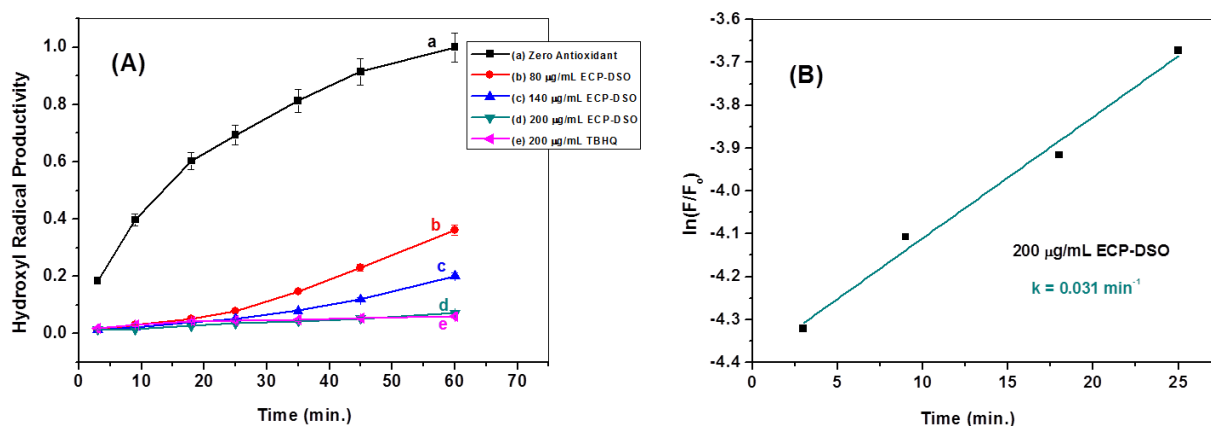 (A)
Hydroxyl Radical Productivity
1.0
0.8
0.6
0.4
0.2
0.0
a
b
c
d
e
(a) Zero Antioxidant
(b) 80 µg/mL ECP-DSO
(c) 140 µg/mL ECP-DSO
(d) 200 µg/mL ECP-DSO
(e) 200 µg/mL TBHQ
0 10 20 30 40 50 60 70
Time (min.)
(B)
ln(F/Fₒ)
-3.6
-3.7
-3.8
-3.9
-4.0
-4.1
-4.2
-4.3
-4.4
200 µg/mL ECP-DSO
k = 0.031 min⁻¹
0 5 10 15 20 25
Time (min.)